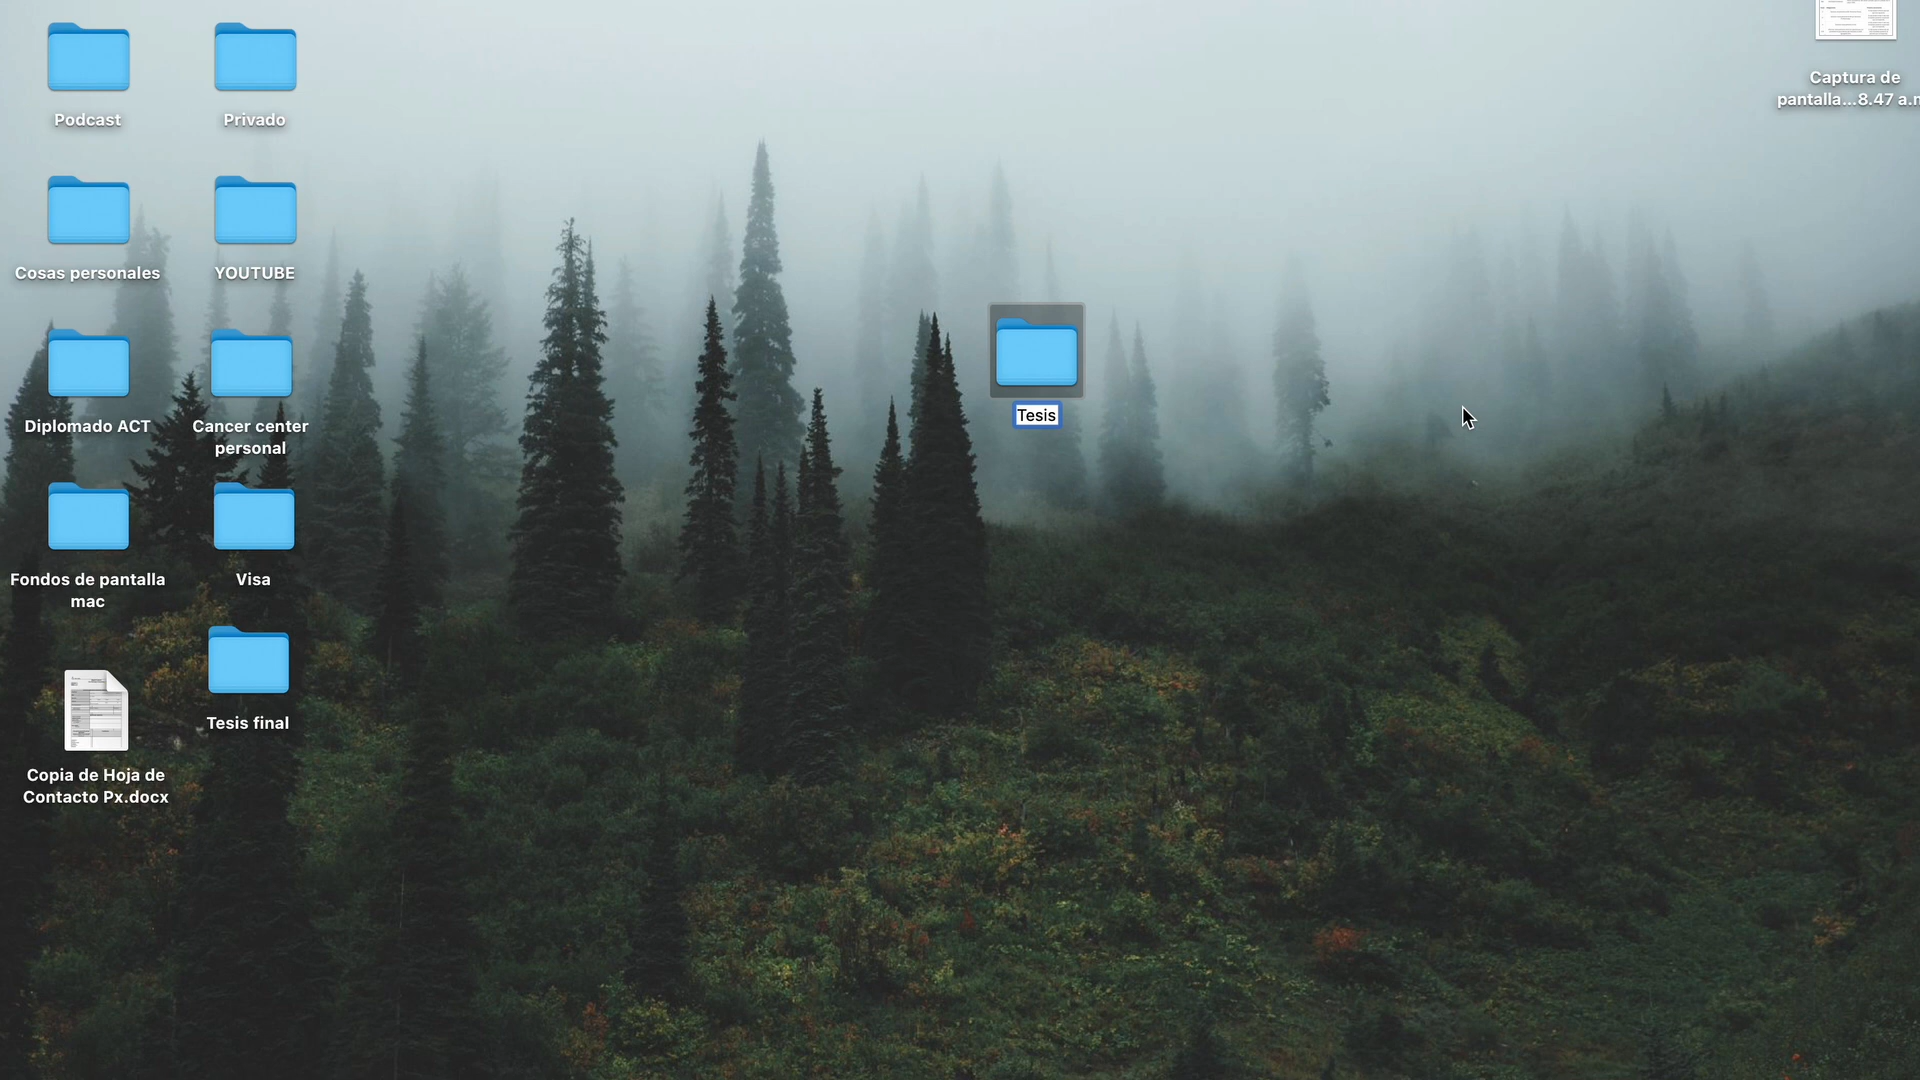 Podcast
Privado
Captura de
pantalla...8.47 a.
Cosas personales
YOUTUBE
Diplomado ACT
Cancer center
personal
Tesis
Fondos de pantalla
mac
Visa
Tesis final
Copia de Hoja de
Contacto Px.docx